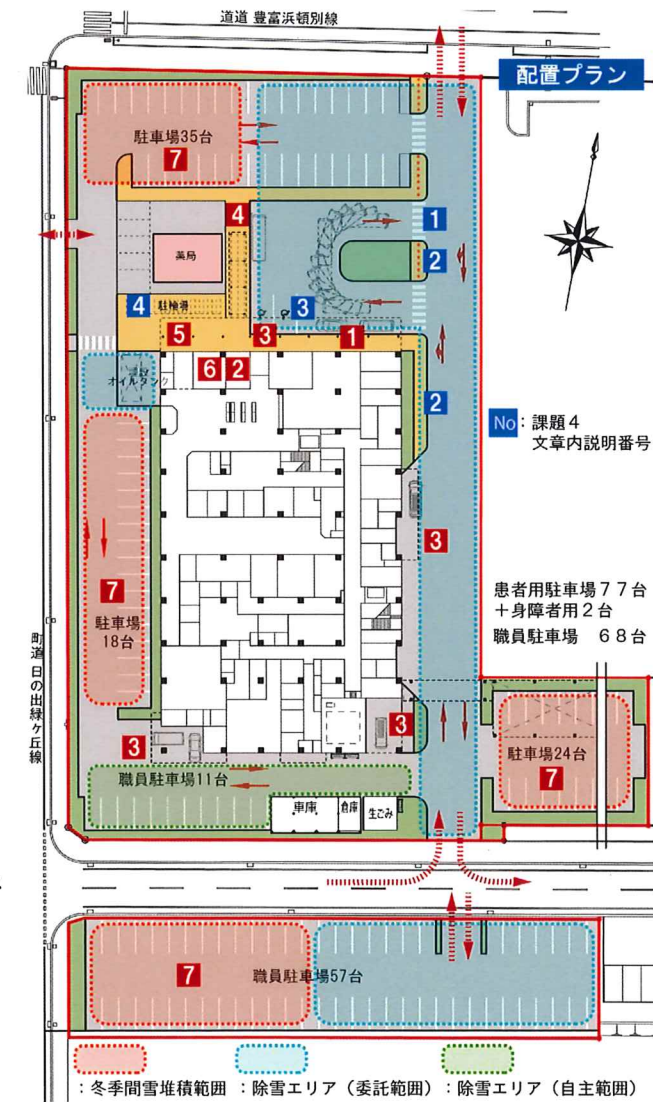 道道 豊富浜頓別線
配置プラン
駐車場35台
7
4
1
薬局
2
4
駐輪場
3
5
3
1
6
2
オイルタンク
2
No：課題４
文章内説明番号
3
7
駐車場
18台
患者用駐車場７７台
＋身障者用２台
職員駐車場　６８台
町道 日の出緑ヶ丘線
3
3
駐車場24台
7
職員駐車場11台
車庫
倉庫
生ごみ
7
職員駐車場57台
：冬季間雪堆積範囲
：除雪エリア（委託範囲）
：除雪エリア（自主範囲）